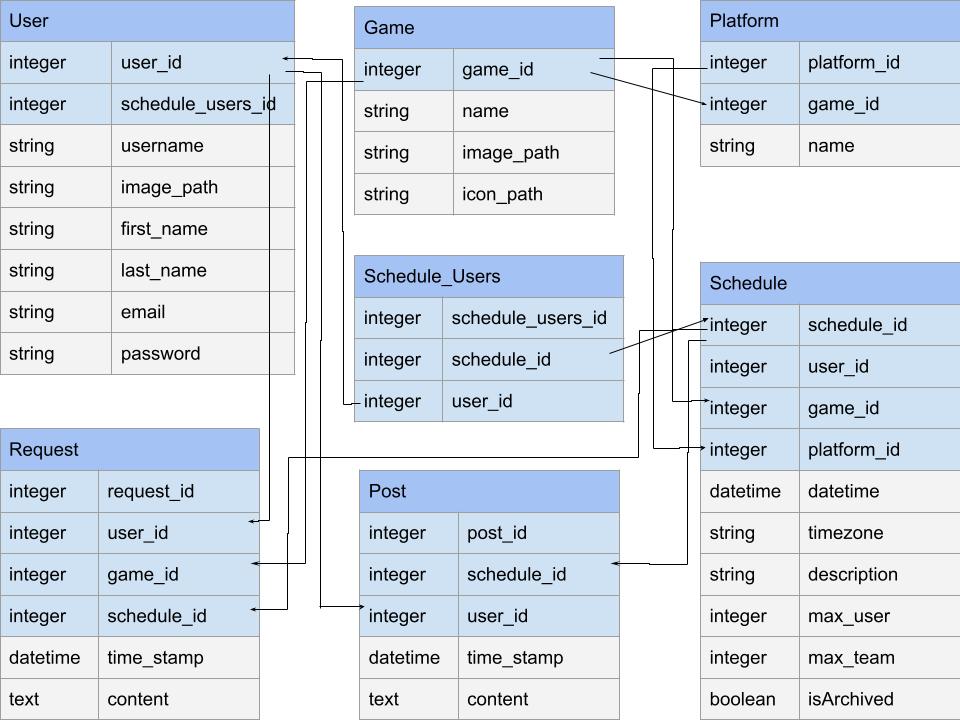 User
integer user_id
integer schedule_users_id
string username
string image_path
string first_name
string last_name
string email
string password
Game
integer game_id
string name
string image_path
string icon_path
Platform
integer platform_id
integer game_id
string name
Schedule_Users
integer schedule_users_id
integer schedule_id
integer user_id
Schedule
integer schedule_id
integer user_id
integer game_id
integer platform_id
datetime datetime
string timezone
string description
integer max_user
integer max_team
boolean isArchived
Request
integer request_id
integer user_id
integer game_id
integer schedule_id
datetime time_stamp
text content
Post
integer post_id
integer schedule_id
integer user_id
datetime time_stamp
text content